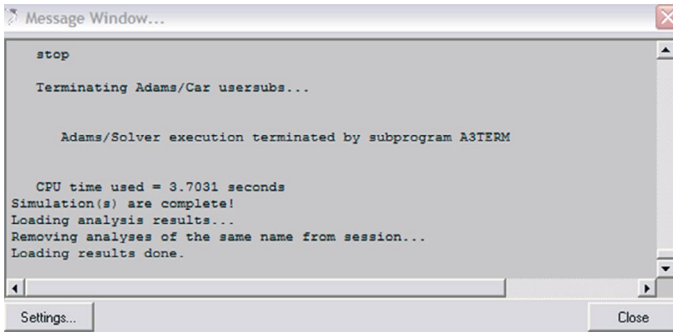 Message Window...
stop
Terminating Adams/Car usersubs...
Adams/Solver execution terminated by subprogram A3TERM
CPU time used = 3.7031 seconds
Simulation(s) are complete!
Loading analysis results...
Removing analyses of the same name from session...
Loading results done.
Settings...
Close